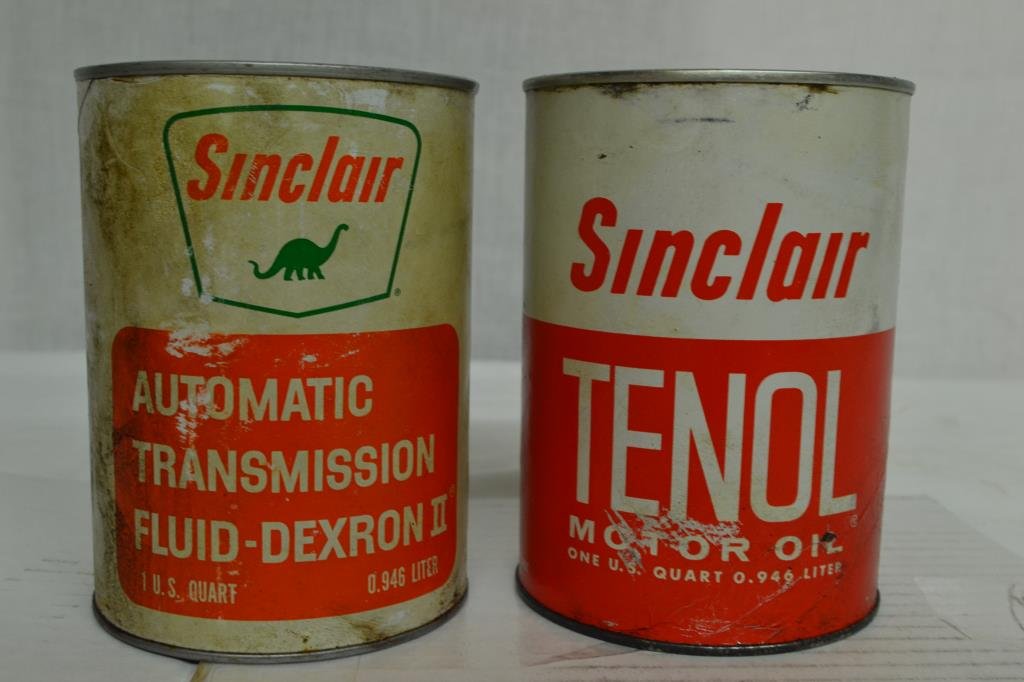 Sinclair
®
AUTOMATIC
TRANSMISSION
FLUID-DEXRON II®
1 U.S. QUART 0.946 LITER
Sinclair
TENOL®
MOTOR OIL
ONE U.S. QUART 0.946 LITER